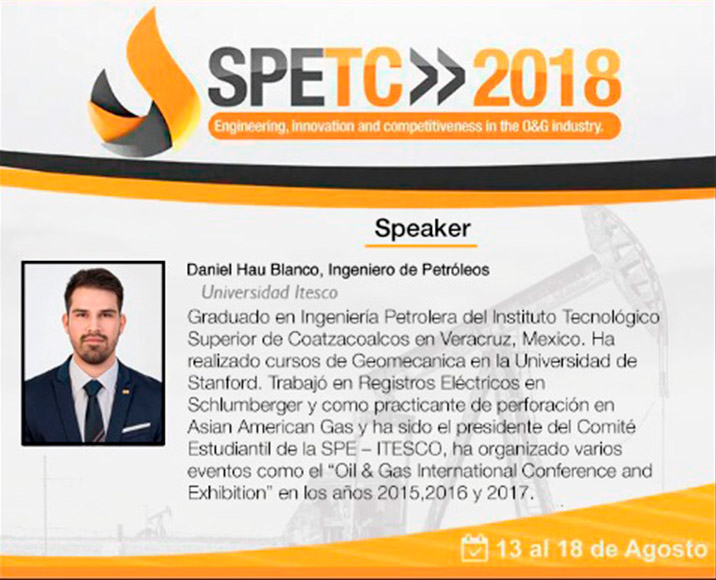 SPETC>>2018
Engineering, innovation and competitiveness in the O&G industry.
Speaker
Daniel Hau Blanco, Ingeniero de Petróleos
Universidad Itesco
Graduado en Ingeniería Petrolera del Instituto Tecnológico
Superior de Coatzacoalcos en Veracruz, Mexico. Ha
realizado cursos de Geomecanica en la Universidad de
Stanford. Trabajó en Registros Eléctricos en
Schlumberger y como practicante de perforación en
Asian American Gas y ha sido el presidente del Comité
Estudiantil de la SPE – ITESCO, ha organizado varios
eventos como el “Oil & Gas International Conference and
Exhibition” en los años 2015,2016 y 2017.
13 al 18 de Agosto